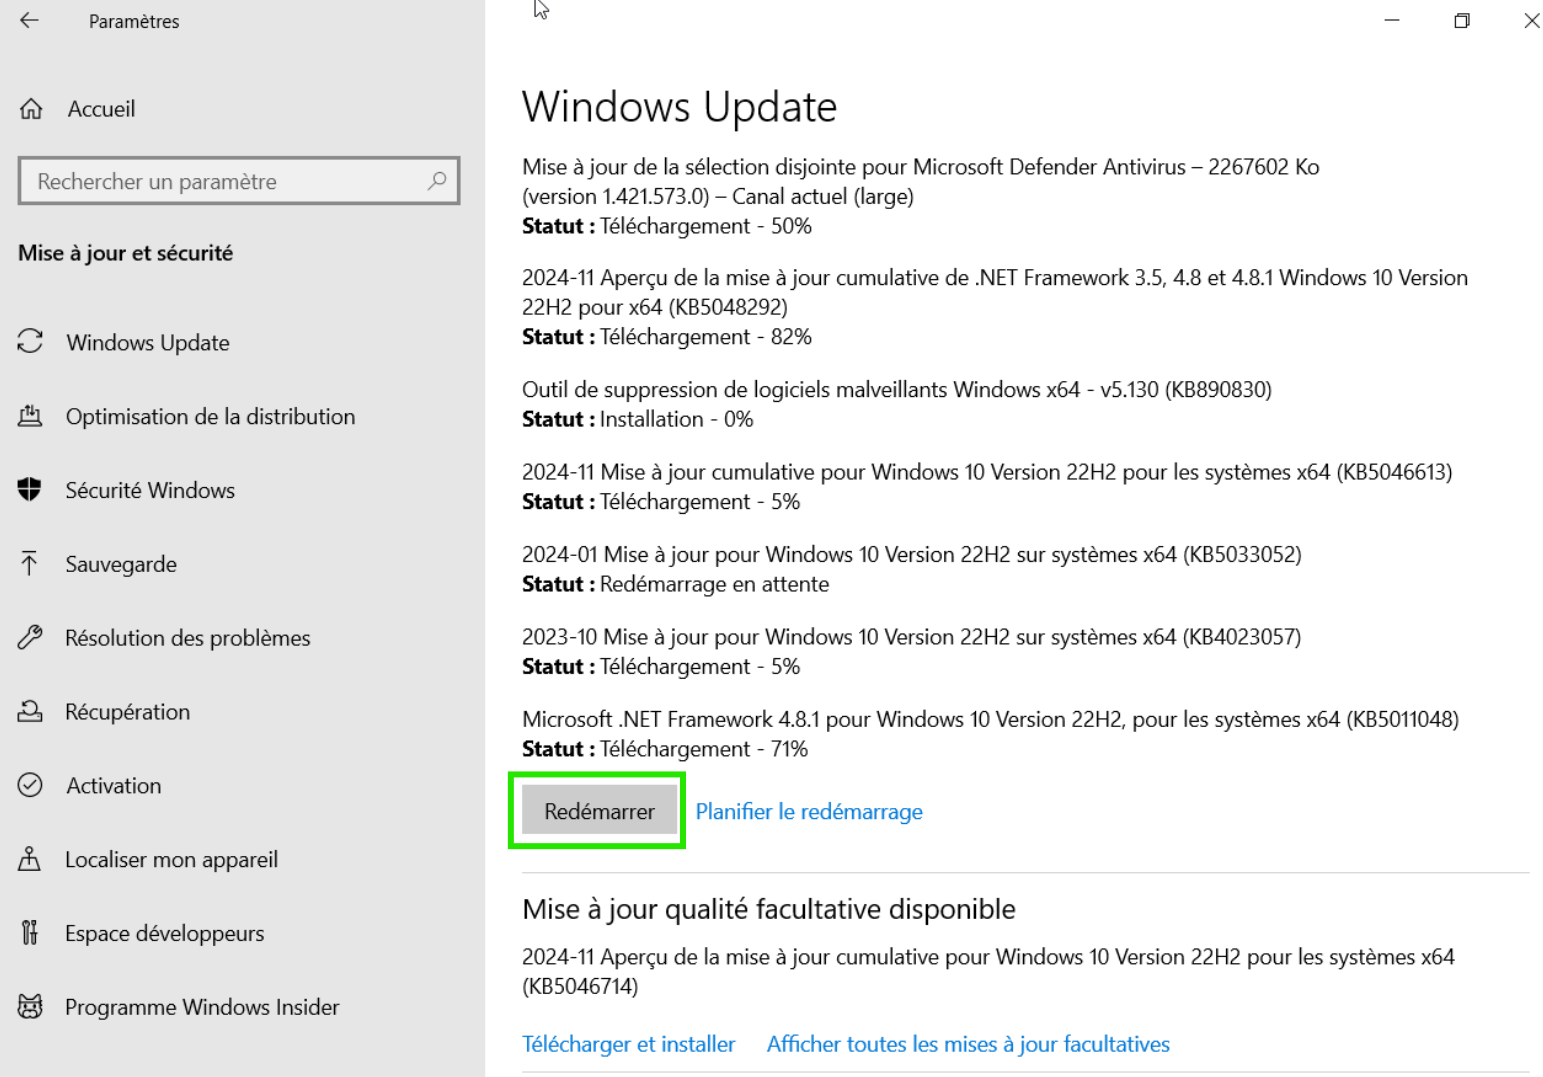 Paramètres
Accueil
Rechercher un paramètre
Mise à jour et sécurité
Windows Update
Optimisation de la distribution
Sécurité Windows
Sauvegarde
Résolution des problèmes
Récupération
Activation
Localiser mon appareil
Espace développeurs
Programme Windows Insider
Windows Update
Mise à jour de la sélection disjointe pour Microsoft Defender Antivirus – 2267602 Ko
(version 1.421.573.0) – Canal actuel (large)
Statut : Téléchargement - 50%
2024-11 Aperçu de la mise à jour cumulative de .NET Framework 3.5, 4.8 et 4.8.1 Windows 10 Version
22H2 pour x64 (KB5048292)
Statut : Téléchargement - 82%
Outil de suppression de logiciels malveillants Windows x64 - v5.130 (KB890830)
Statut : Installation - 0%
2024-11 Mise à jour cumulative pour Windows 10 Version 22H2 pour les systèmes x64 (KB5046613)
Statut : Téléchargement - 5%
2024-01 Mise à jour pour Windows 10 Version 22H2 sur systèmes x64 (KB5033052)
Statut : Redémarrage en attente
2023-10 Mise à jour pour Windows 10 Version 22H2 sur systèmes x64 (KB4023057)
Statut : Téléchargement - 5%
Microsoft .NET Framework 4.8.1 pour Windows 10 Version 22H2, pour les systèmes x64 (KB5011048)
Statut : Téléchargement - 71%
Redémarrer Planifier le redémarrage
Mise à jour qualité facultative disponible
2024-11 Aperçu de la mise à jour cumulative pour Windows 10 Version 22H2 pour les systèmes x64
(KB5046714)
Télécharger et installer Afficher toutes les mises à jour facultatives